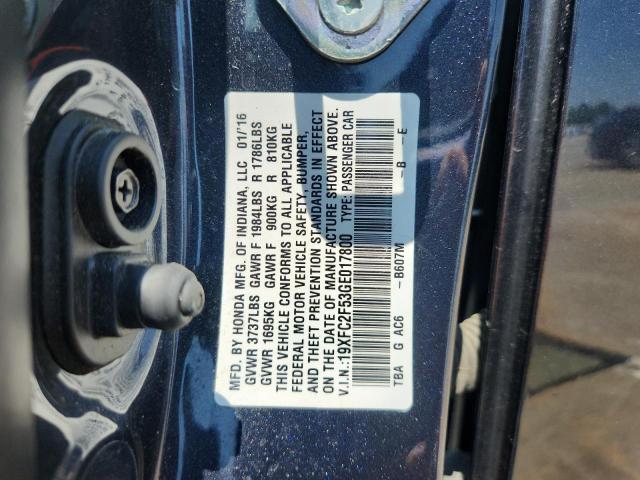 MFD. BY HONDA MFG. OF INDIANA, LLC 01/16
GVWR 3737LBS GAWR F 1984LBS R 1786LBS
GVWR 1695KG GAWR F 900KG R 810KG
THIS VEHICLE CONFORMS TO ALL APPLICABLE
FEDERAL MOTOR VEHICLE SAFETY, BUMPER,
AND THEFT PREVENTION STANDARDS IN EFFECT
ON THE DATE OF MANUFACTURE SHOWN ABOVE.
V.I.N.:19XFC2F53GE017800 TYPE: PASSENGER CAR
TBA G AC6 -B607M -B -E